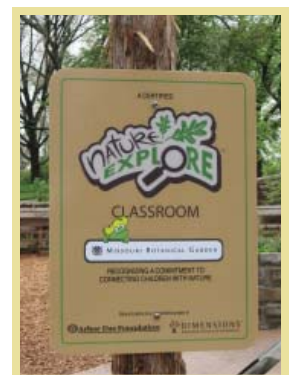 A CERTIFIED
NATURE
EXPLORE
CLASSROOM
MISSOURI BOTANICAL GARDEN
RECOGNIZING A COMMITMENT TO
CONNECTING CHILDREN WITH NATURE
Arbor Day Foundation DIMENSIONS